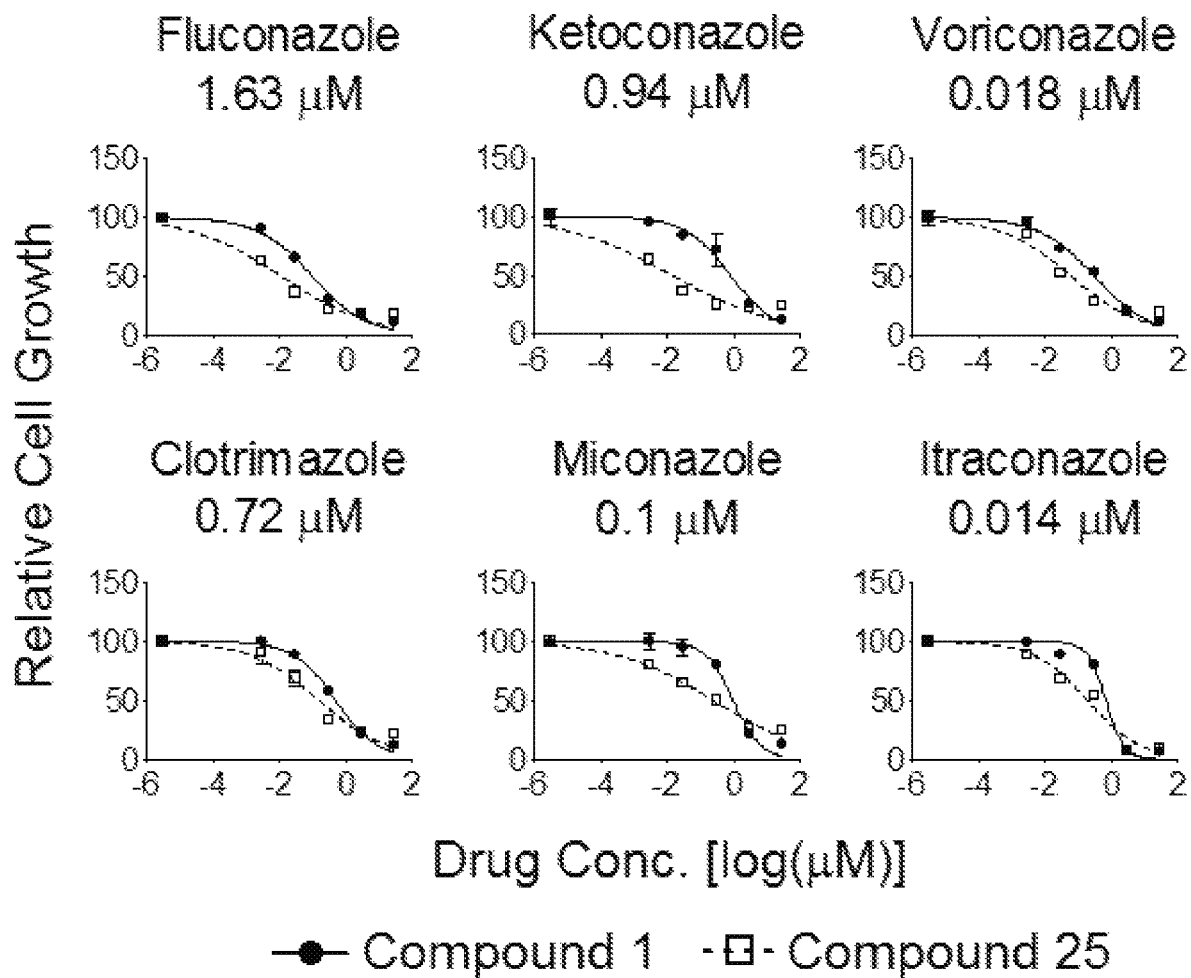 Fluconazole
1.63 μM
Ketoconazole
0.94 μM
Voriconazole
0.018 μM
150
100
50
0
-6 -4 -2 0 2
150
100
50
0
-6 -4 -2 0 2
150
100
50
0
-6 -4 -2 0 2
Relative Cell Growth
Clotrimazole
0.72 μM
Miconazole
0.1 μM
Itraconazole
0.014 μM
150
100
50
0
-6 -4 -2 0 2
150
100
50
0
-6 -4 -2 0 2
150
100
50
0
-6 -4 -2 0 2
Drug Conc. [log(μM)]
Compound 1
Compound 25